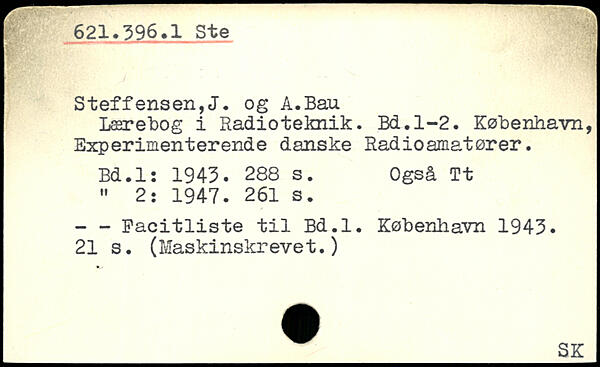 621.396.1 Ste
Steffensen,J. og A.Bau
Lærebog i Radioteknik. Bd.1-2. København,
Experimenterende danske Radioamatører.
Bd.1: 1943. 288 s. Også Tt
" 2: 1947. 261 s.
- - Facitliste til Bd.1. København 1943.
21 s. (Maskinskrevet.)
SK